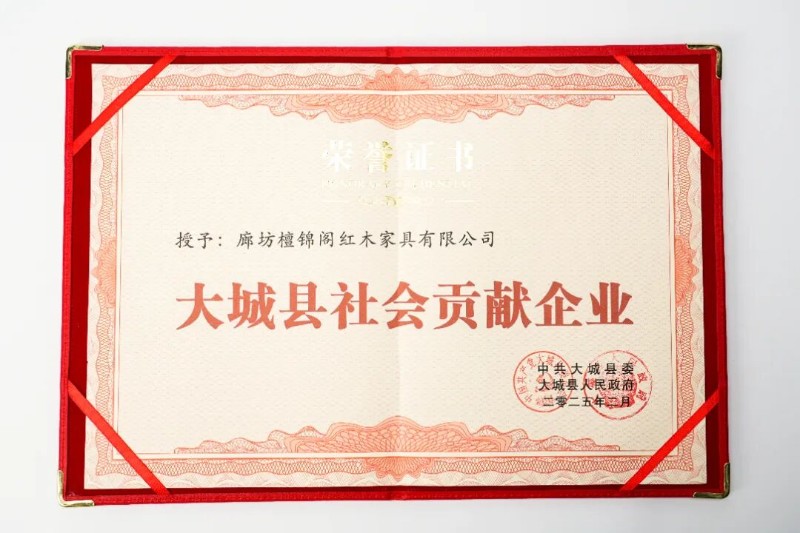 荣誉证书
授予：廊坊檀锦阁红木家具有限公司
大城县社会贡献企业
中共大城县委
大城县人民政府
二零二五年二月